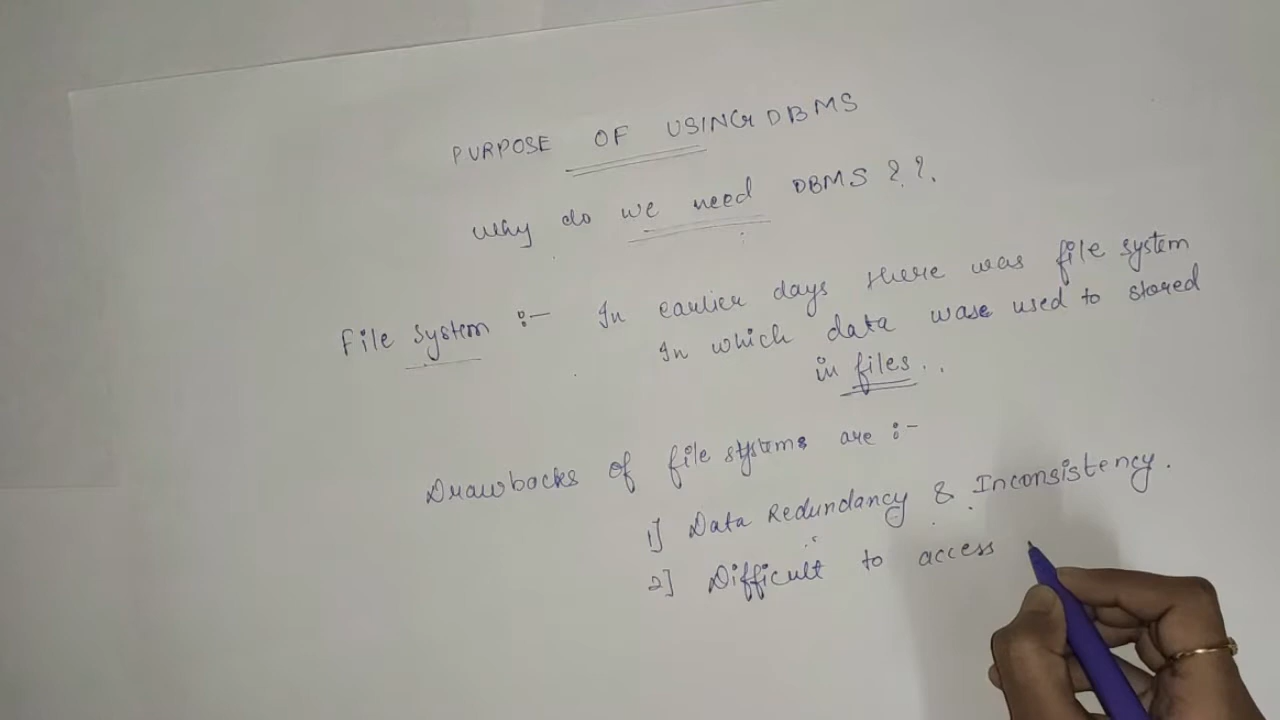 PURPOSE OF USING DBMS
Why do we need DBMS ??.
File System :- In earlier days there was file system
In which data wase used to stored
in files..
Drawbacks of file systems are :-
1] Data Redundancy & Inconsistency.
2] Difficult to access